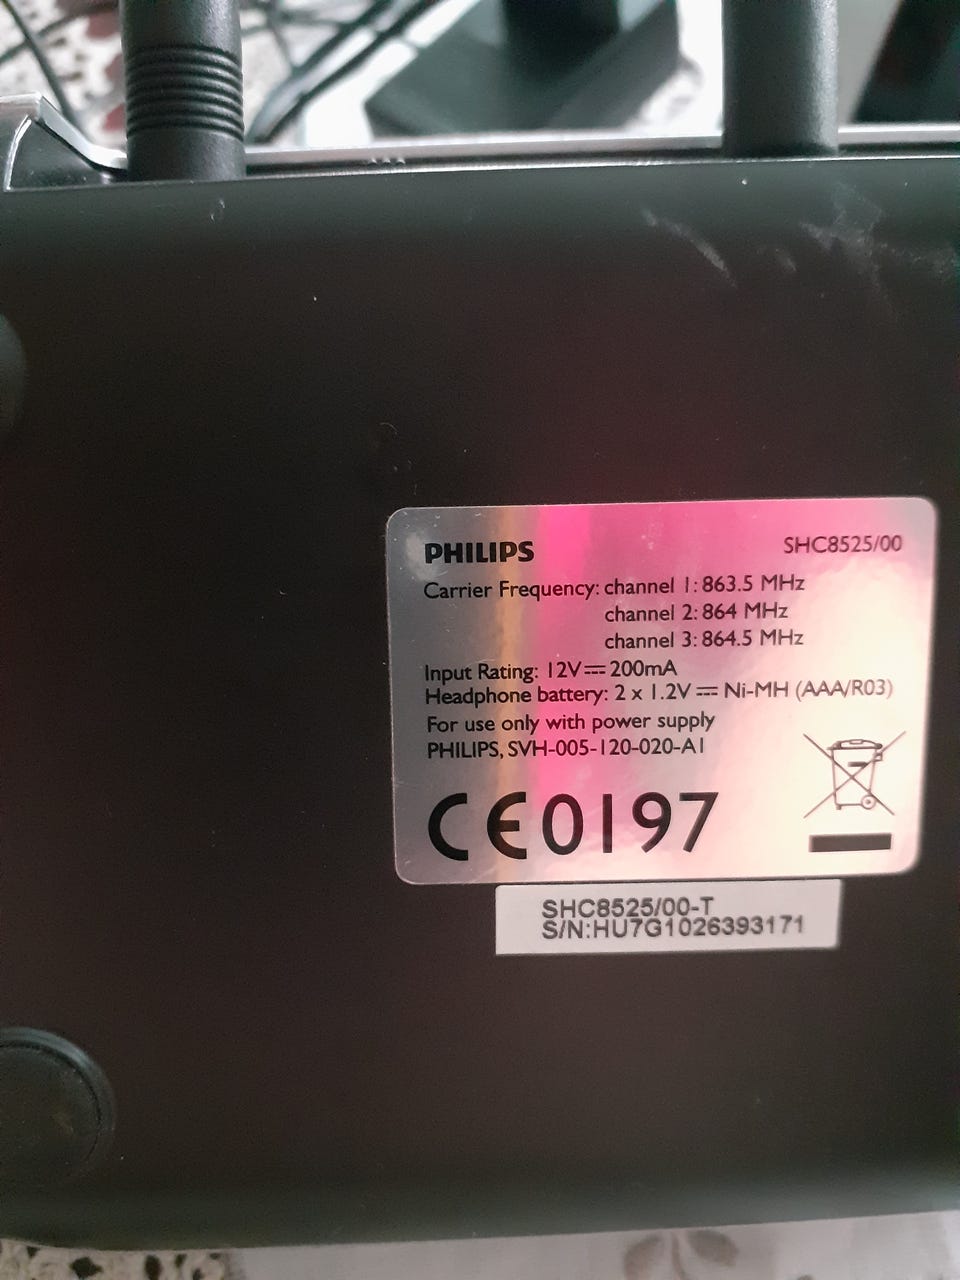 PHILIPS SHC8525/00
Carrier Frequency: channel 1: 863.5 MHz
channel 2: 864 MHz
channel 3: 864.5 MHz
Input Rating: 12V⎓200mA
Headphone battery: 2 x 1.2V⎓ Ni-MH (AAA/R03)
For use only with power supply
PHILIPS, SVH-005-120-020-A1
CE0197
SHC8525/00-T
S/N:HU7G1026393171